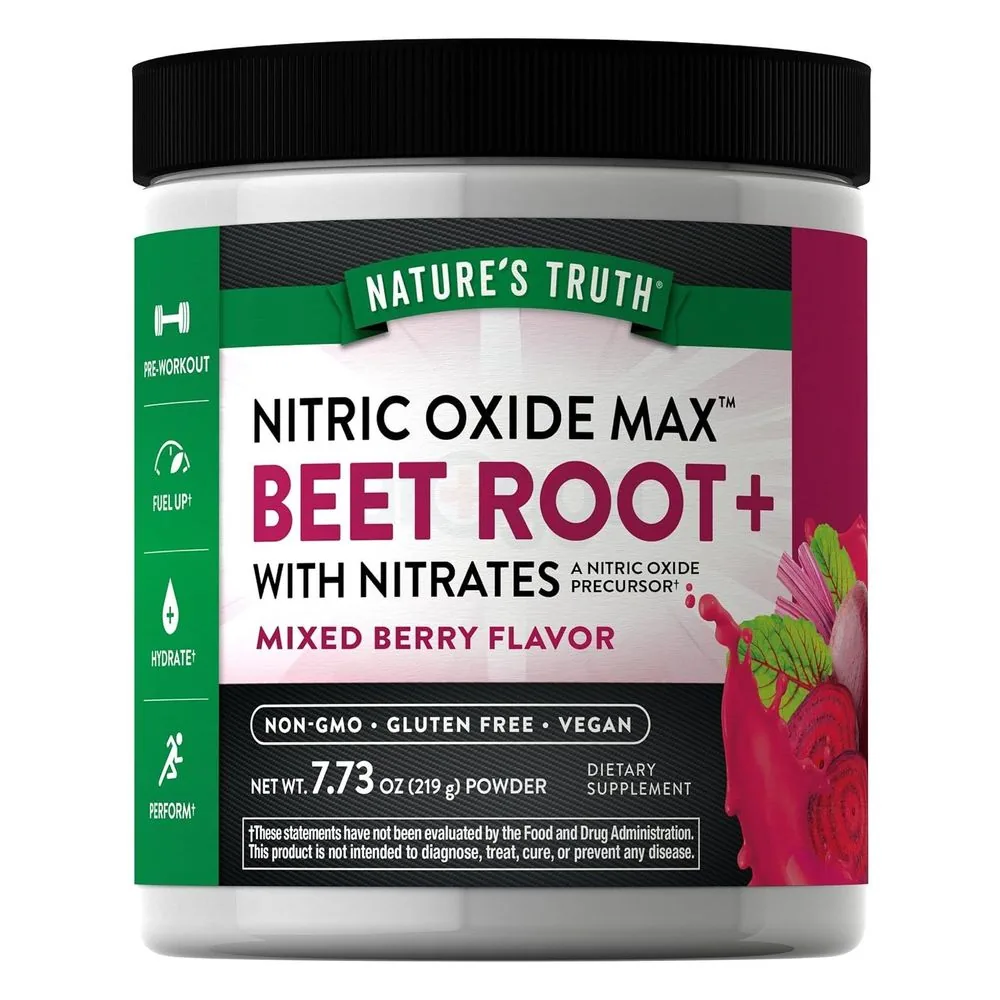 NATURE'S TRUTH®
PRE-WORKOUT
FUEL UP†
HYDRATE†
PERFORM†
NITRIC OXIDE MAX™
BEET ROOT+
WITH NITRATES
A NITRIC OXIDE
PRECURSOR†
MIXED BERRY FLAVOR
NON-GMO • GLUTEN FREE • VEGAN
NET WT. 7.73 OZ (219 g) POWDER
DIETARY
SUPPLEMENT
†These statements have not been evaluated by the Food and Drug Administration.
This product is not intended to diagnose, treat, cure, or prevent any disease.